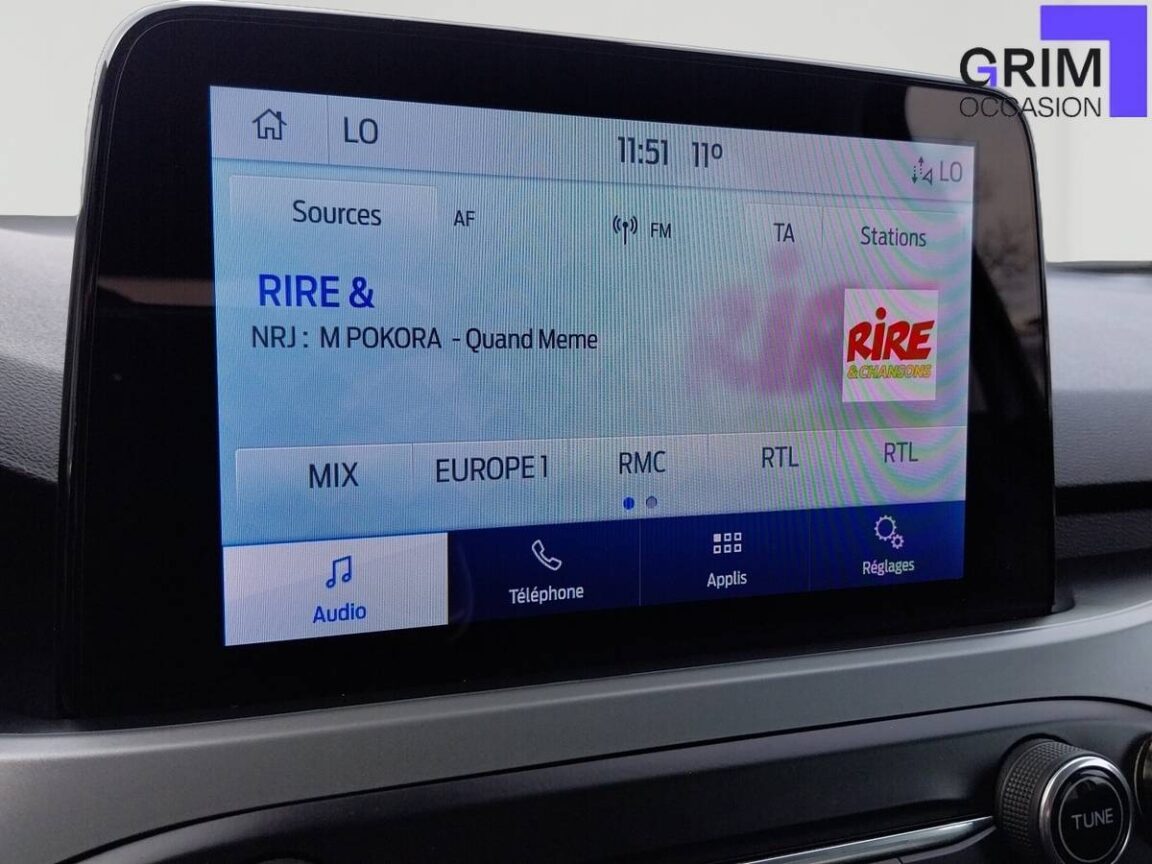 GRIM
OCCASION
LO
11:51 11°
LO
Sources
AF
FM
TA
Stations
RIRE &
NRJ : M POKORA - Quand Meme
RIRE
& CHANSONS
MIX
EUROPE 1
RMC
RTL
RTL
Audio
Téléphone
Applis
Réglages
TUNE